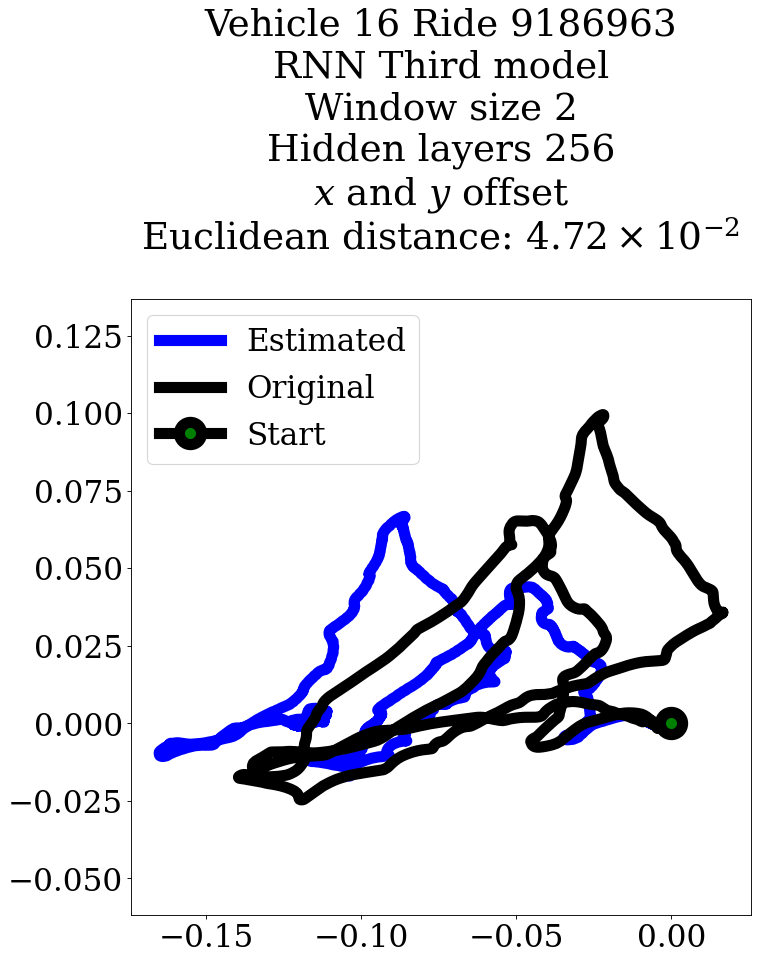 Vehicle 16 Ride 9186963
RNN Third model
Window size 2
Hidden layers 256
x and y offset
Euclidean distance: 4.72 × 10⁻²
Estimated
Original
Start
0.125
0.100
0.075
0.050
0.025
0.000
−0.025
−0.050
−0.15 −0.10 −0.05 0.00